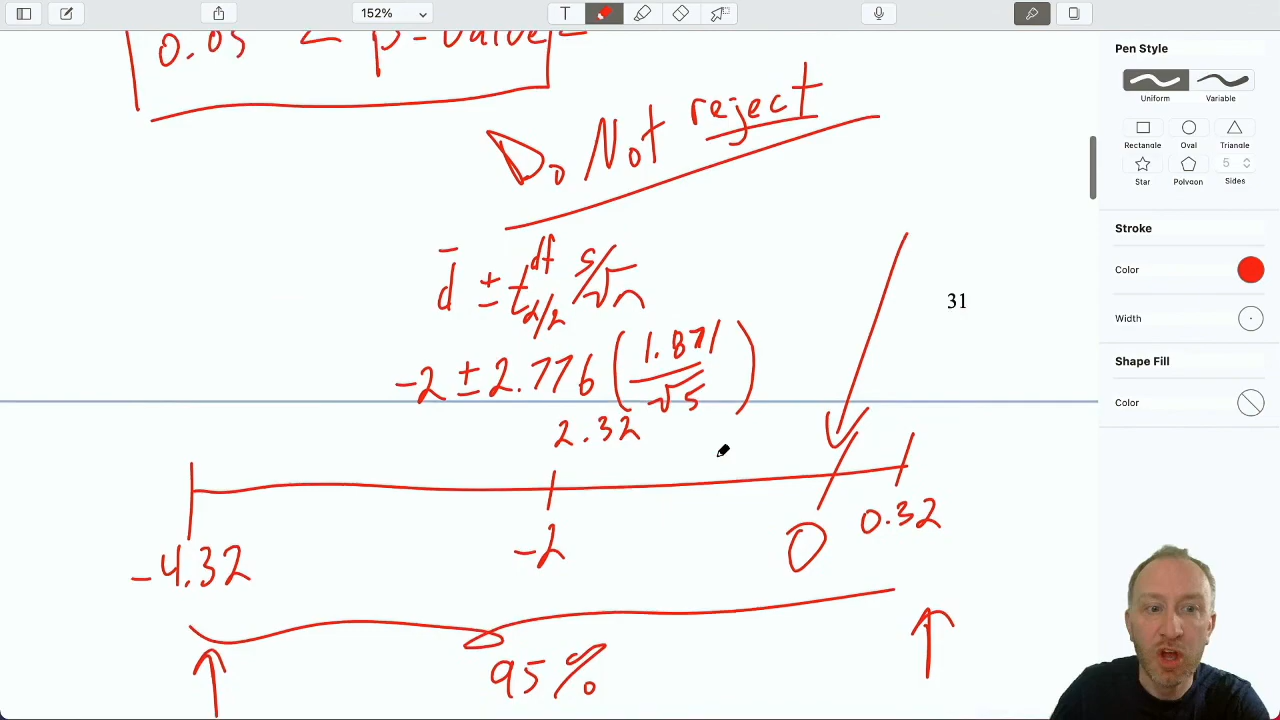 152%
T
Pen Style
Uniform
Variable
Rectangle
Oval
Triangle
Star
Polygon
5
Sides
Stroke
Color
Width
Shape Fill
Color
0.05 < p-value
Do Not reject
d̄ ± t df α/2 s/√n
31
-2 ± 2.776 (1.871/√5)
2.32
-4.32
-2
0
0.32
95%